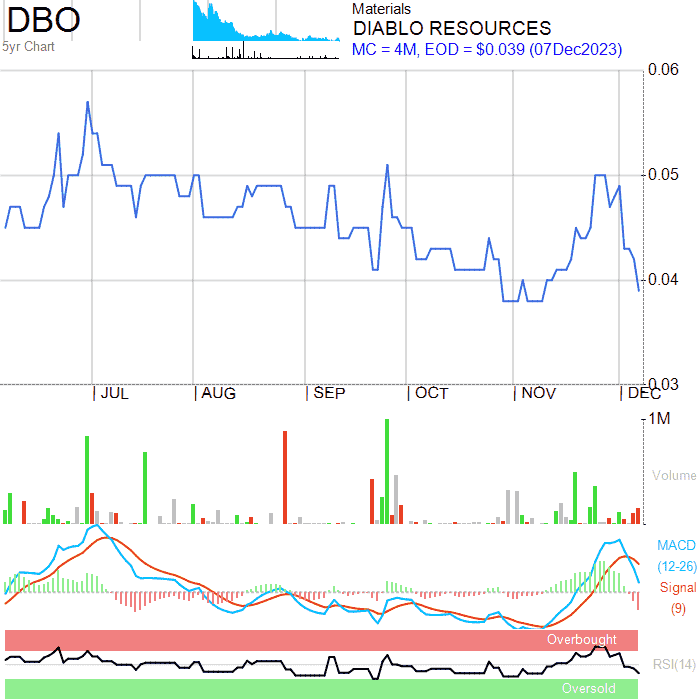 DBO
5yr Chart
Materials
DIABLO RESOURCES
MC = 4M, EOD = $0.039 (07Dec2023)
0.06
0.05
0.04
0.03
JUL AUG SEP OCT NOV DEC
1M
Volume
MACD
(12-26)
Signal
(9)
Overbought
RSI(14)
Oversold